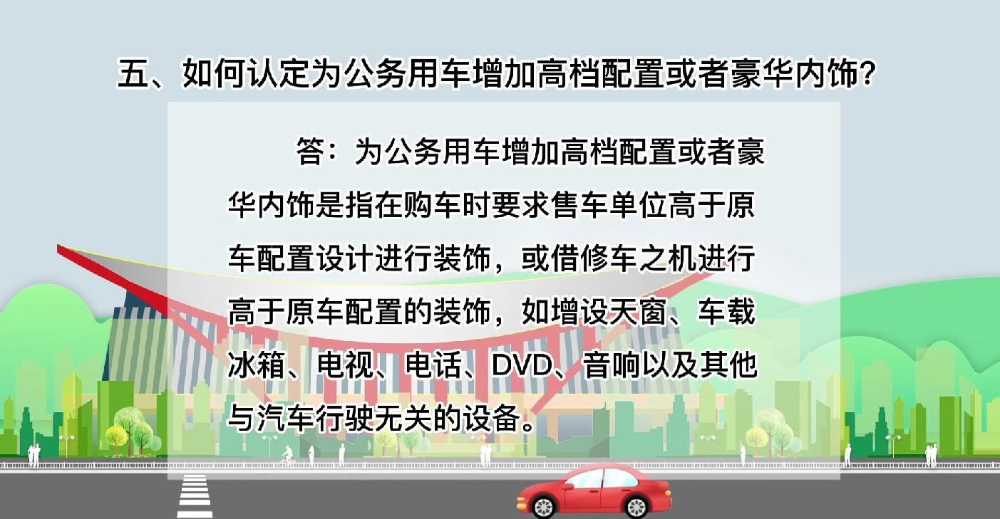 五、如何认定为公务用车增加高档配置或者豪华内饰？
答：为公务用车增加高档配置或者豪
华内饰是指在购车时要求售车单位高于原
车配置设计进行装饰，或借修车之机进行
高于原车配置的装饰，如增设天窗、车载
冰箱、电视、电话、DVD、音响以及其他
与汽车行驶无关的设备。